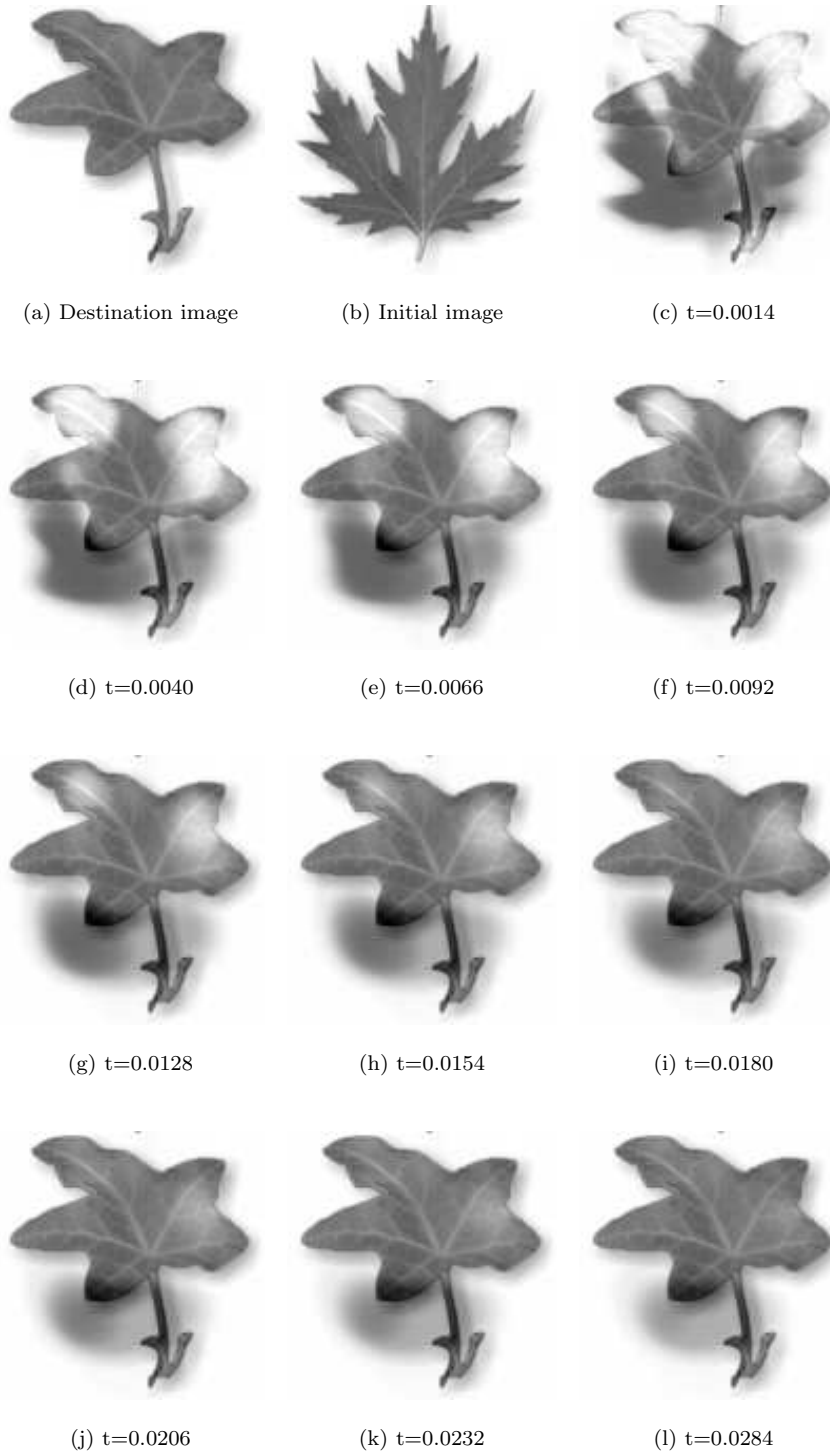 (a) Destination image
(b) Initial image
(c) t=0.0014
(d) t=0.0040
(e) t=0.0066
(f) t=0.0092
(g) t=0.0128
(h) t=0.0154
(i) t=0.0180
(j) t=0.0206
(k) t=0.0232
(l) t=0.0284